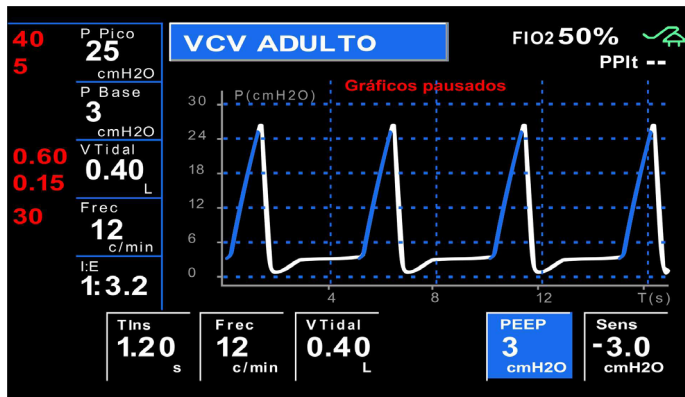 40
5
P Pico
25
cmH2O
VCV ADULTO
FIO2 50%
PPlt --
P Base
3
cmH2O
Gráficos pausados
P(cmH2O)
30
24
18
12
6
0
4
8
12
T(s)
0.60
0.15
VTidal
0.40
L
30
Frec
12
c/min
I:E
1:3.2
TIns
1.20
s
Frec
12
c/min
VTidal
0.40
L
PEEP
3
cmH2O
Sens
-3.0
cmH2O